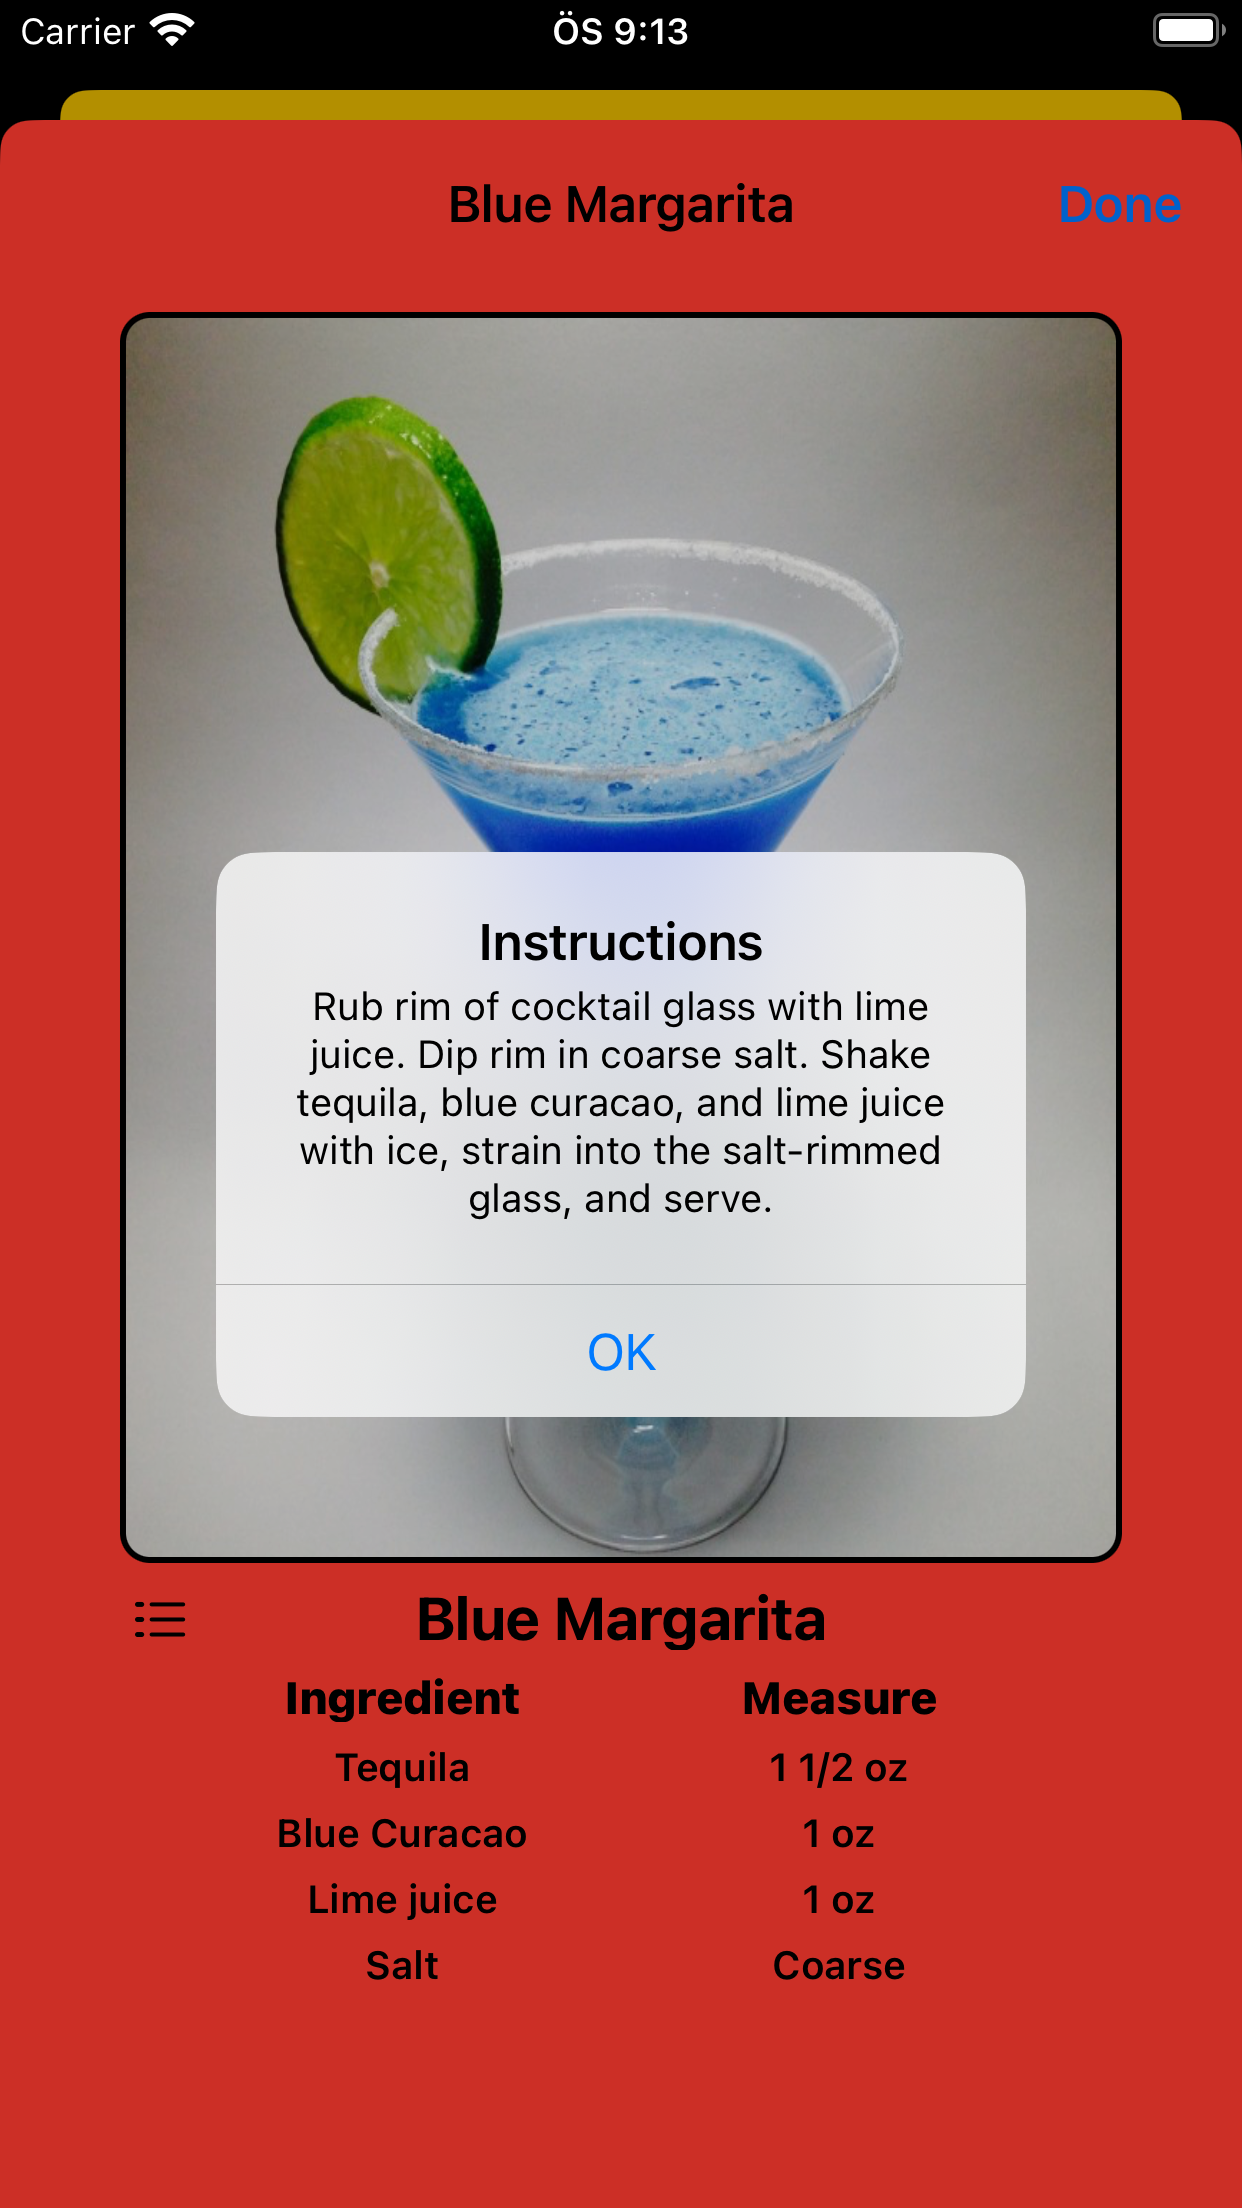 Carrier
ÖS 9:13
Blue Margarita
Done
Instructions
Rub rim of cocktail glass with lime
juice. Dip rim in coarse salt. Shake
tequila, blue curacao, and lime juice
with ice, strain into the salt-rimmed
glass, and serve.
OK
Blue Margarita
Ingredient Measure
Tequila 1 1/2 oz
Blue Curacao 1 oz
Lime juice 1 oz
Salt Coarse